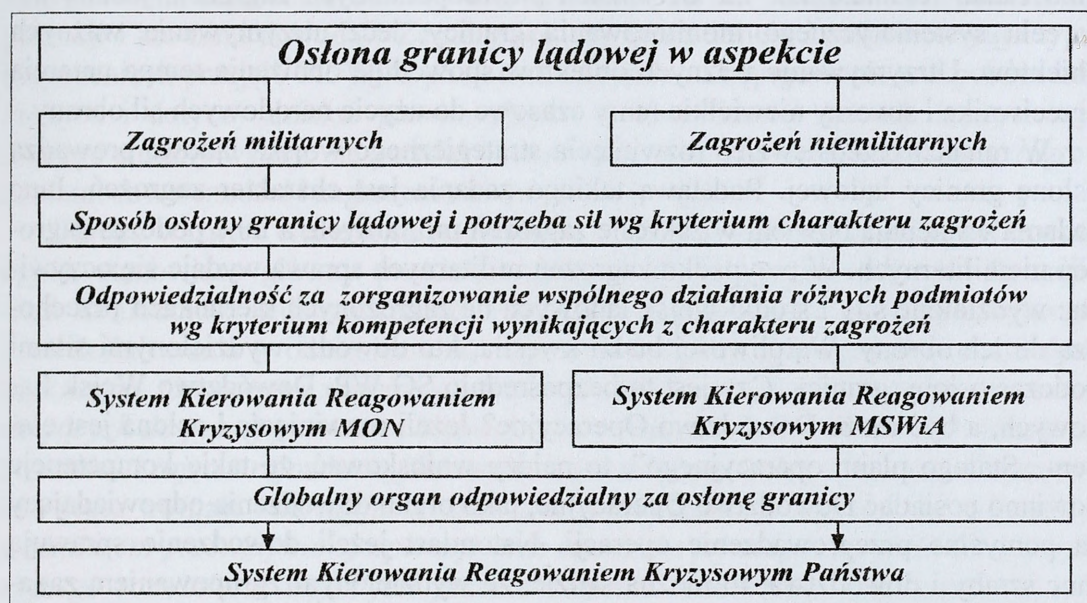 Osłona granicy lądowej w aspekcie
Zagrożeń militarnych
Zagrożeń niemilitarnych
Sposób osłony granicy lądowej i potrzeba sił wg kryterium charakteru zagrożeń
Odpowiedzialność za zorganizowanie wspólnego działania różnych podmiotów
wg kryterium kompetencji wynikających z charakteru zagrożeń
System Kierowania Reagowaniem
Kryzysowym MON
System Kierowania Reagowaniem
Kryzysowym MSWiA
Globalny organ odpowiedzialny za osłonę granicy
System Kierowania Reagowaniem Kryzysowym Państwa